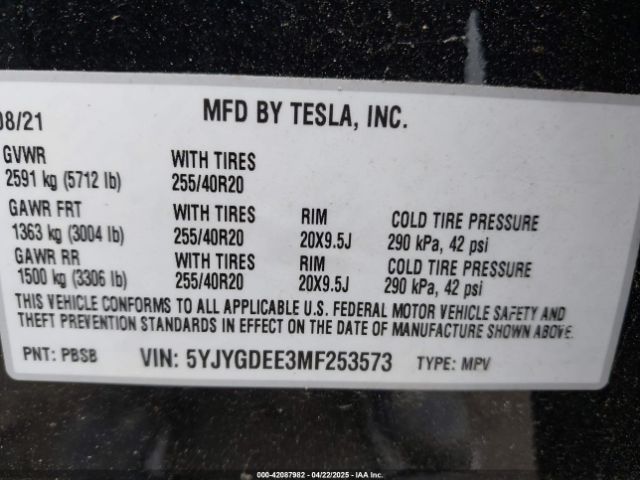 08/21 MFD BY TESLA, INC.
GVWR WITH TIRES
2591 kg (5712 lb) 255/40R20
GAWR FRT WITH TIRES RIM COLD TIRE PRESSURE
1363 kg (3004 lb) 255/40R20 20X9.5J 290 kPa, 42 psi
GAWR RR WITH TIRES RIM COLD TIRE PRESSURE
1500 kg (3306 lb) 255/40R20 20X9.5J 290 kPa, 42 psi
THIS VEHICLE CONFORMS TO ALL APPLICABLE U.S. FEDERAL MOTOR VEHICLE SAFETY AND
THEFT PREVENTION STANDARDS IN EFFECT ON THE DATE OF MANUFACTURE SHOWN ABOVE.
PNT: PBSB VIN: 5YJYGDEE3MF253573 TYPE: MPV
000-42087982 | 04/22/2025 | IAA Inc.